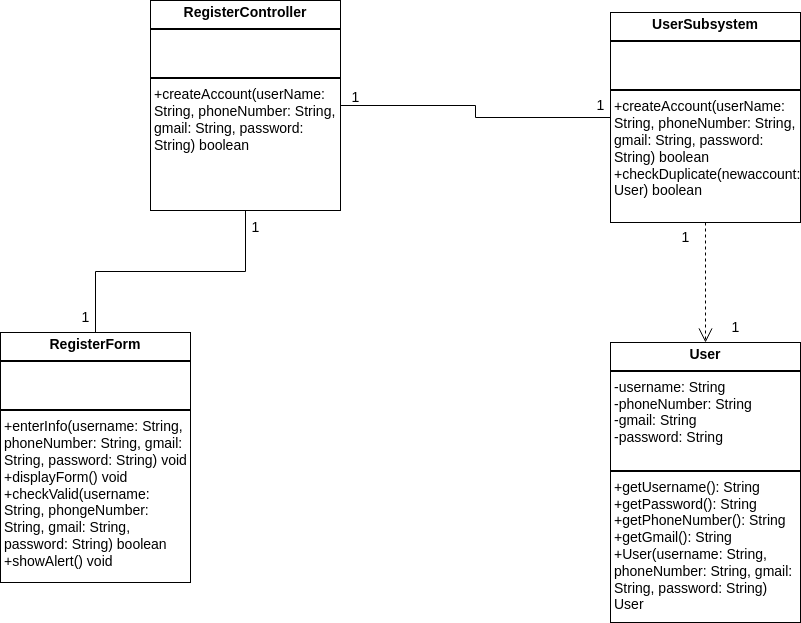 RegisterController
+createAccount(userName:
String, phoneNumber: String,
gmail: String, password:
String) boolean
1
1
UserSubsystem
+createAccount(userName:
String, phoneNumber: String,
gmail: String, password:
String) boolean
+checkDuplicate(newaccount:
User) boolean
1
1
RegisterForm
+enterInfo(username: String,
phoneNumber: String, gmail:
String, password: String) void
+displayForm() void
+checkValid(username:
String, phongeNumber:
String, gmail: String,
password: String) boolean
+showAlert() void
1
1
User
-username: String
-phoneNumber: String
-gmail: String
-password: String
+getUsername(): String
+getPassword(): String
+getPhoneNumber(): String
+getGmail(): String
+User(username: String,
phoneNumber: String, gmail:
String, password: String)
User